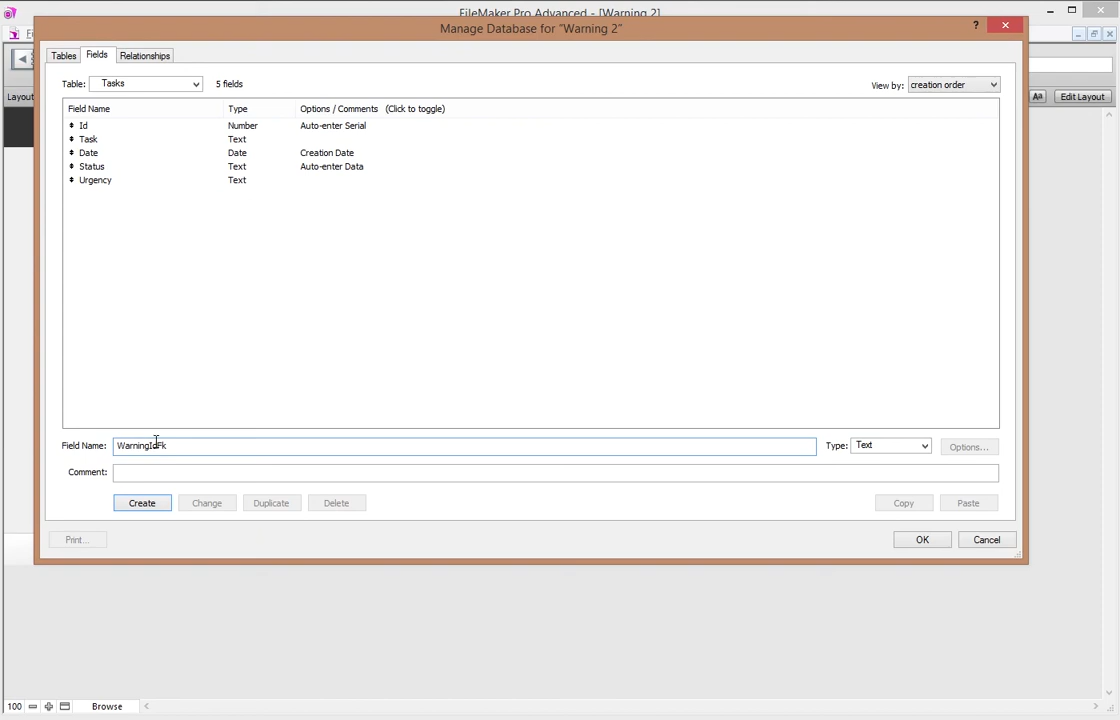 FileMaker Pro Advanced - [Warning 2]
Manage Database for "Warning 2"
?
Tables Fields Relationships
Table: Tasks 5 fields View by: creation order
Layout Aa Edit Layout
Field Name Type Options / Comments (Click to toggle)
Id Number Auto-enter Serial
Task Text
Date Date Creation Date
Status Text Auto-enter Data
Urgency Text
Field Name: WarningIdFk Type: Text Options...
Comment:
Create Change Duplicate Delete Copy Paste
Print... OK Cancel
100 Browse